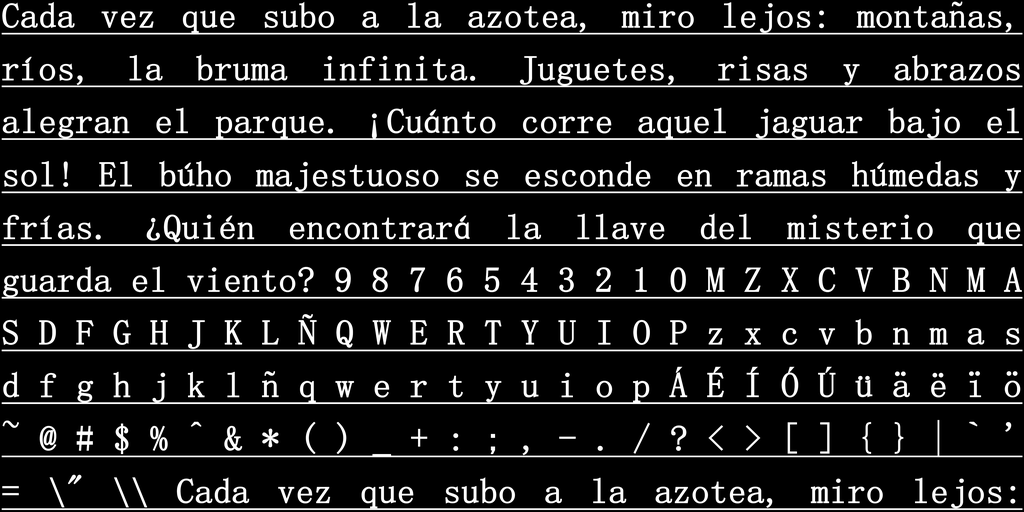 Cada vez que subo a la azotea, miro lejos: montañas,
ríos, la bruma infinita. Juguetes, risas y abrazos
alegran el parque. ¡Cuánto corre aquel jaguar bajo el
sol! El búho majestuoso se esconde en ramas húmedas y
frías. ¿Quién encontrará la llave del misterio que
guarda el viento? 9 8 7 6 5 4 3 2 1 0 M Z X C V B N M A
S D F G H J K L Ñ Q W E R T Y U I O P z x c v b n m a s
d f g h j k l ñ q w e r t y u i o p Á É Í Ó Ú ü ä ë ï ö
~ @ # $ % ^ & * ( ) _ + : ; , - . / ? < > [ ] { } | ` '
= \" \\ Cada vez que subo a la azotea, miro lejos: